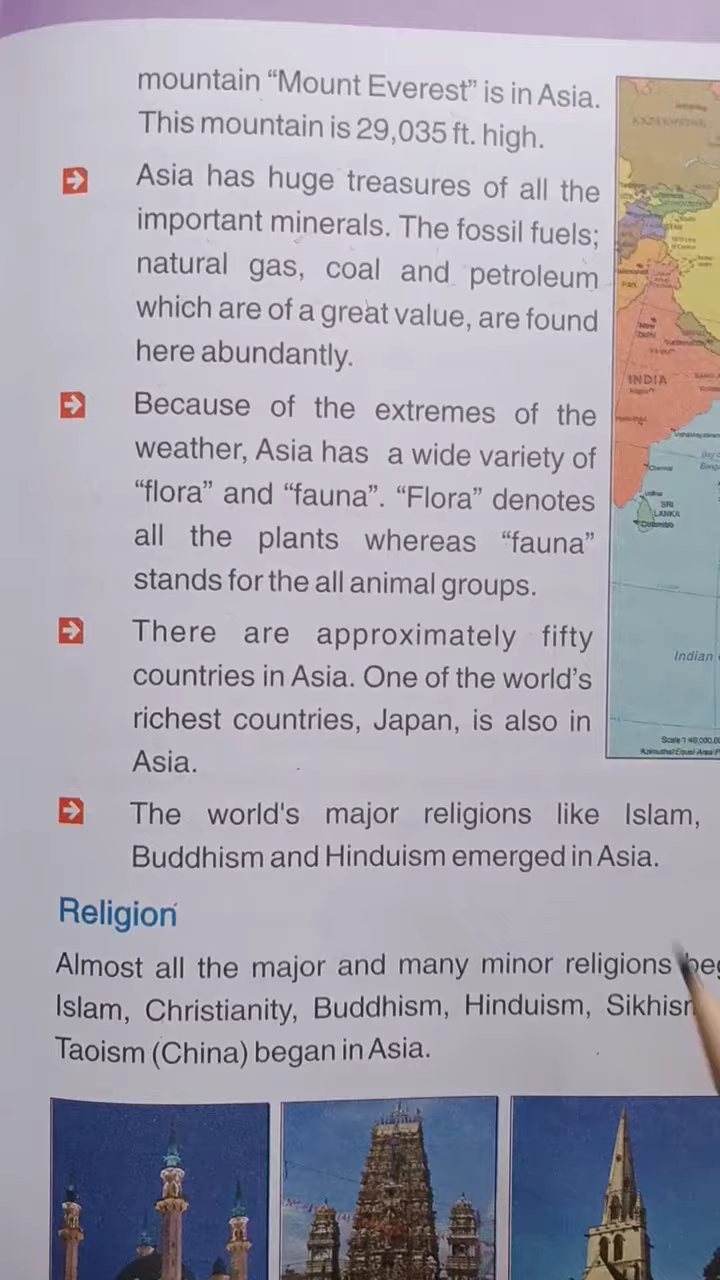 mountain “Mount Everest” is in Asia.
This mountain is 29,035 ft. high.
Asia has huge treasures of all the
important minerals. The fossil fuels;
natural gas, coal and petroleum
which are of a great value, are found
here abundantly.
Because of the extremes of the
weather, Asia has a wide variety of
“flora” and “fauna”. “Flora” denotes
all the plants whereas “fauna”
stands for the all animal groups.
There are approximately fifty
countries in Asia. One of the world’s
richest countries, Japan, is also in
Asia.
The world's major religions like Islam,
Buddhism and Hinduism emerged in Asia.
Religion
Almost all the major and many minor religions
Islam, Christianity, Buddhism, Hinduism,
Taoism (China) began in Asia.
KAZAKHSTAN
New
Delhi
INDIA
SRI
LANKA
Colombo
Indian